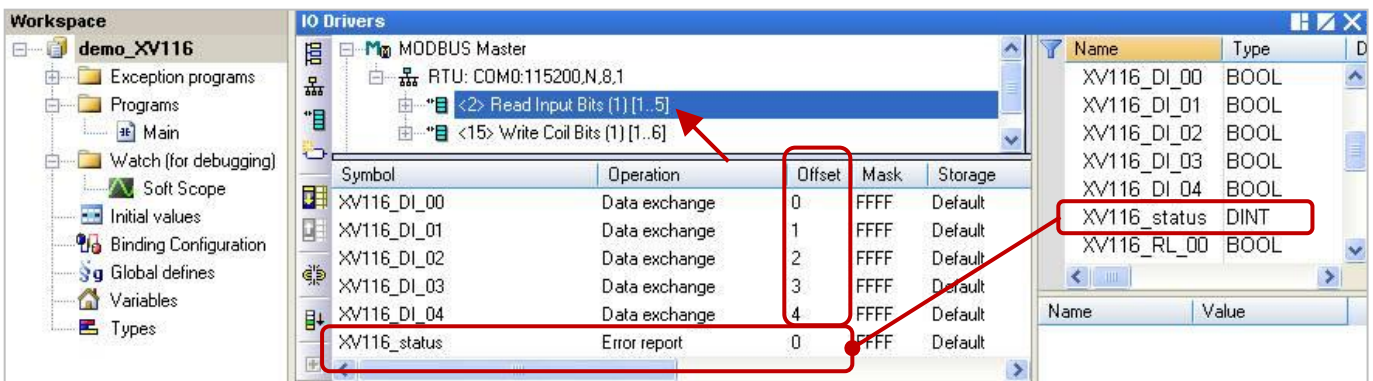 Workspace
demo_XV116
Exception programs
Programs
Main
Watch (for debugging)
Soft Scope
Initial values
Binding Configuration
Global defines
Variables
Types
IO Drivers
MODBUS Master
RTU: COM0:115200,N,8,1
<2> Read Input Bits (1) [1..5]
<15> Write Coil Bits (1) [1..6]
Symbol Operation Offset Mask Storage
XV116_DI_00 Data exchange 0 FFFF Default
XV116_DI_01 Data exchange 1 FFFF Default
XV116_DI_02 Data exchange 2 FFFF Default
XV116_DI_03 Data exchange 3 FFFF Default
XV116_DI_04 Data exchange 4 FFFF Default
XV116_status Error report 0 FFFF Default
Name Type D
XV116_DI_00 BOOL
XV116_DI_01 BOOL
XV116_DI_02 BOOL
XV116_DI_03 BOOL
XV116_DI_04 BOOL
XV116_status DINT
XV116_RL_00 BOOL
Name Value